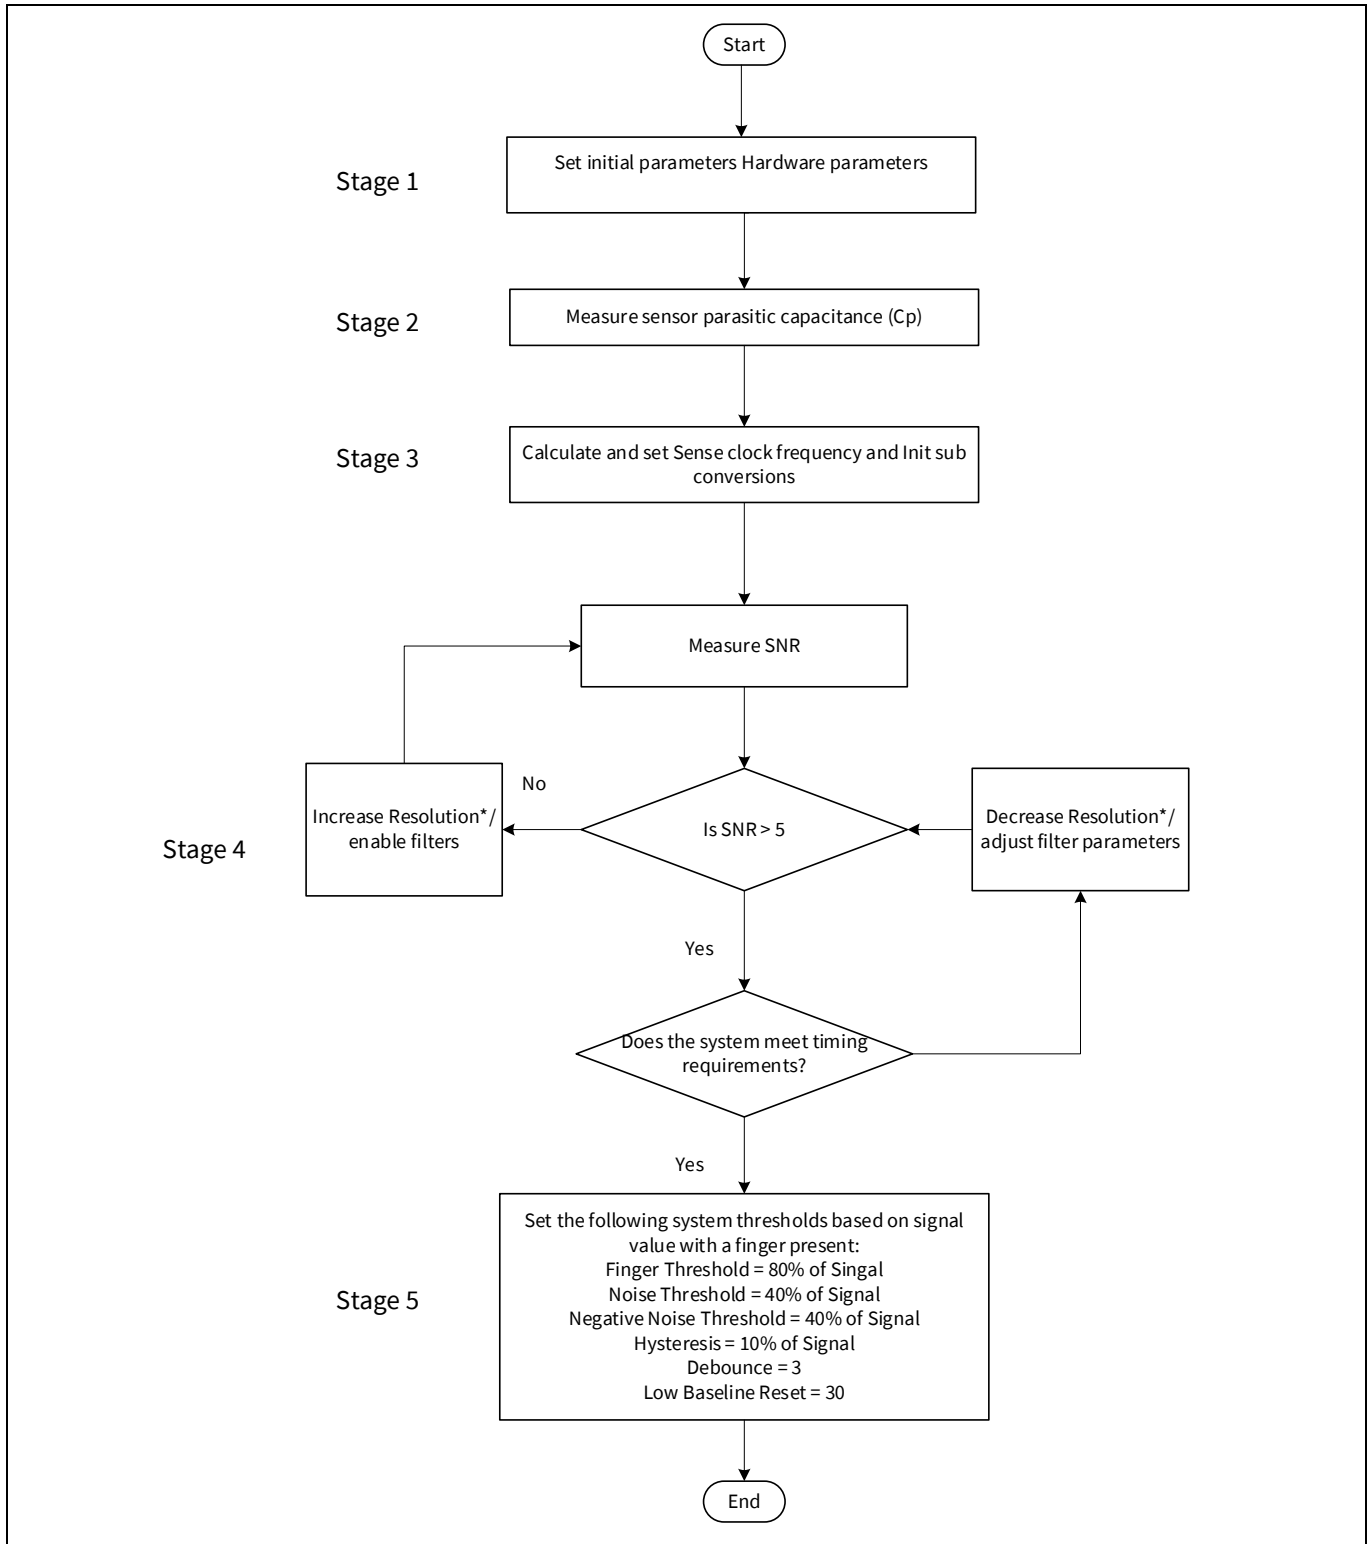 Start
Stage 1
Set initial parameters Hardware parameters
Stage 2
Measure sensor parasitic capacitance (Cp)
Stage 3
Calculate and set Sense clock frequency and Init sub
conversions
Measure SNR
No
Stage 4
Increase Resolution*/
enable filters
Is SNR > 5
Decrease Resolution*/
adjust filter parameters
Yes
Does the system meet timing
requirements?
Yes
Stage 5
Set the following system thresholds based on signal
value with a finger present:
Finger Threshold = 80% of Singal
Noise Threshold = 40% of Signal
Negative Noise Threshold = 40% of Signal
Hysteresis = 10% of Signal
Debounce = 3
Low Baseline Reset = 30
End